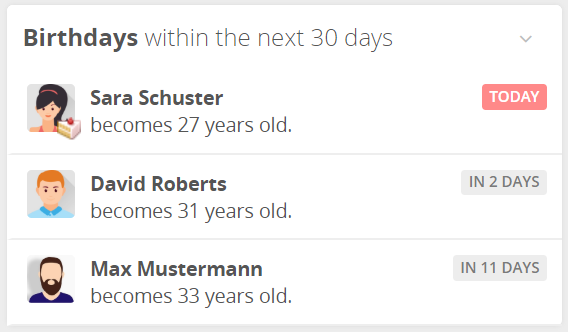 Birthdays within the next 30 days
Sara Schuster
TODAY
becomes 27 years old.
David Roberts
IN 2 DAYS
becomes 31 years old.
Max Mustermann
IN 11 DAYS
becomes 33 years old.